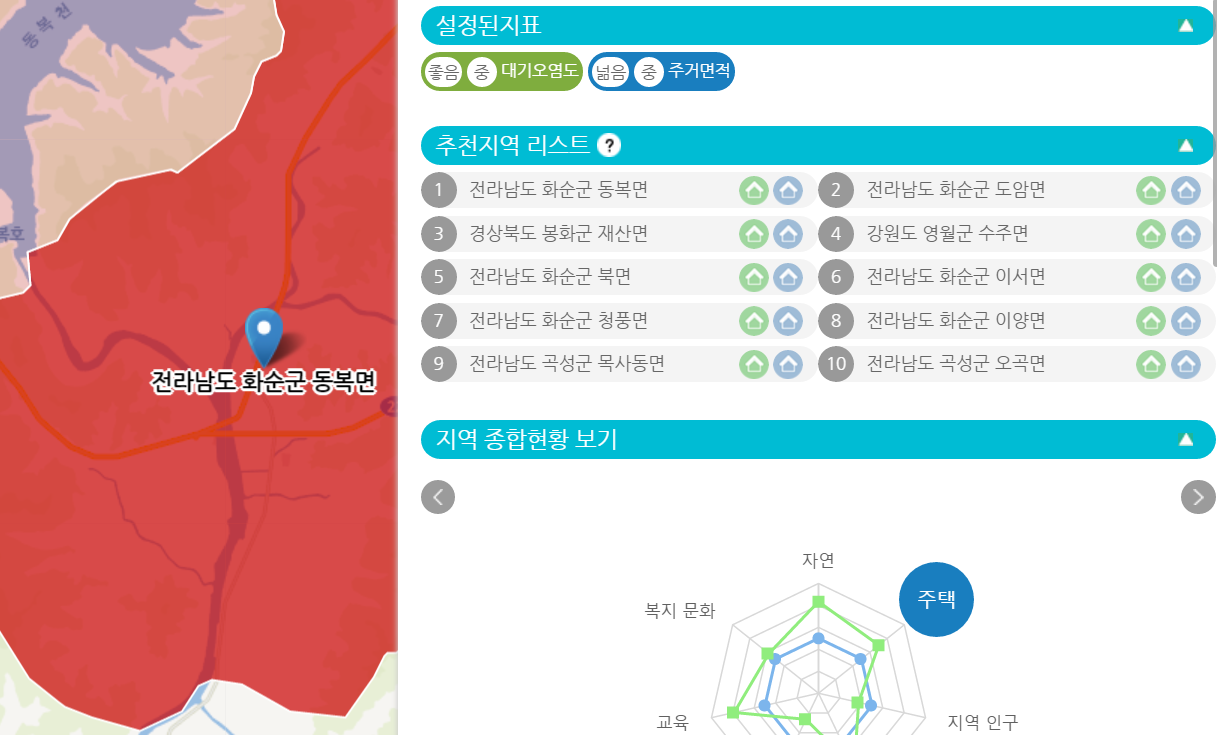 동복천
복호
전라남도 화순군 동복면
2
설정된지표
좋음 중 대기오염도 넓음 중 주거면적
추천지역 리스트 ?
1 전라남도 화순군 동복면 2 전라남도 화순군 도암면
3 경상북도 봉화군 재산면 4 강원도 영월군 수주면
5 전라남도 화순군 북면 6 전라남도 화순군 이서면
7 전라남도 화순군 청풍면 8 전라남도 화순군 이양면
9 전라남도 곡성군 목사동면 10 전라남도 곡성군 오곡면
지역 종합현황 보기
자연
주택
복지 문화
교육
지역 인구